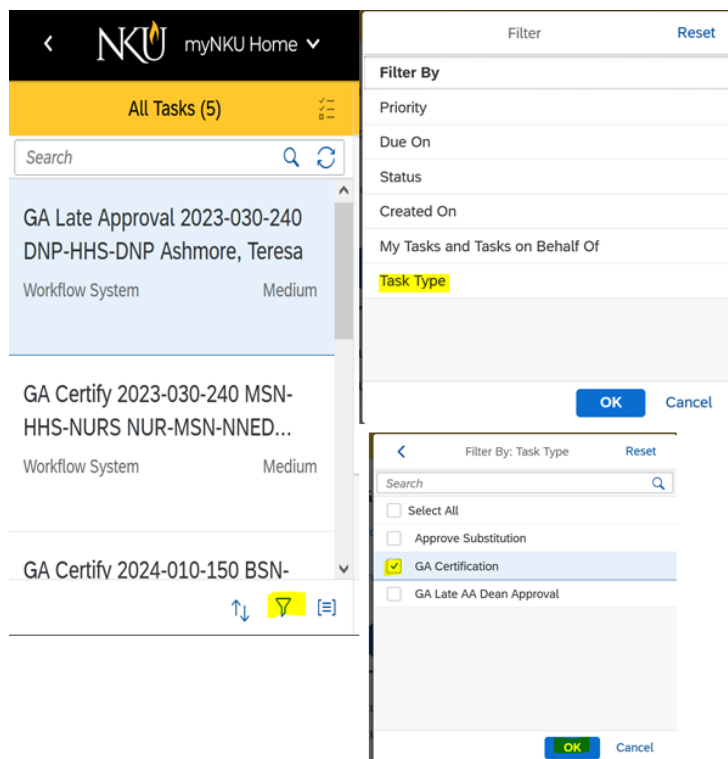 NKU myNKU Home
All Tasks (5)
Search
GA Late Approval 2023-030-240
DNP-HHS-DNP Ashmore, Teresa
Workflow System Medium
GA Certify 2023-030-240 MSN-
HHS-NURS NUR-MSN-NNED...
Workflow System Medium
GA Certify 2024-010-150 BSN-
Filter Reset
Filter By
Priority
Due On
Status
Created On
My Tasks and Tasks on Behalf Of
Task Type
OK Cancel
Filter By: Task Type Reset
Search
Select All
Approve Substitution
GA Certification
GA Late AA Dean Approval
OK Cancel